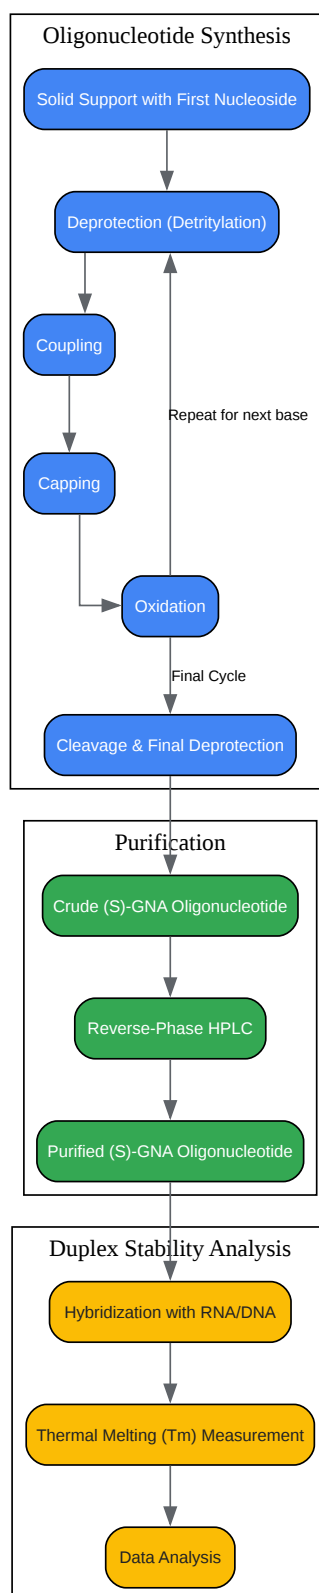 Oligonucleotide Synthesis
Solid Support with First Nucleoside
Deprotection (Detritylation)
Coupling
Repeat for next base
Capping
Oxidation
Final Cycle
Cleavage & Final Deprotection
Purification
Crude (S)-GNA Oligonucleotide
Reverse-Phase HPLC
Purified (S)-GNA Oligonucleotide
Duplex Stability Analysis
Hybridization with RNA/DNA
Thermal Melting (Tm) Measurement
Data Analysis